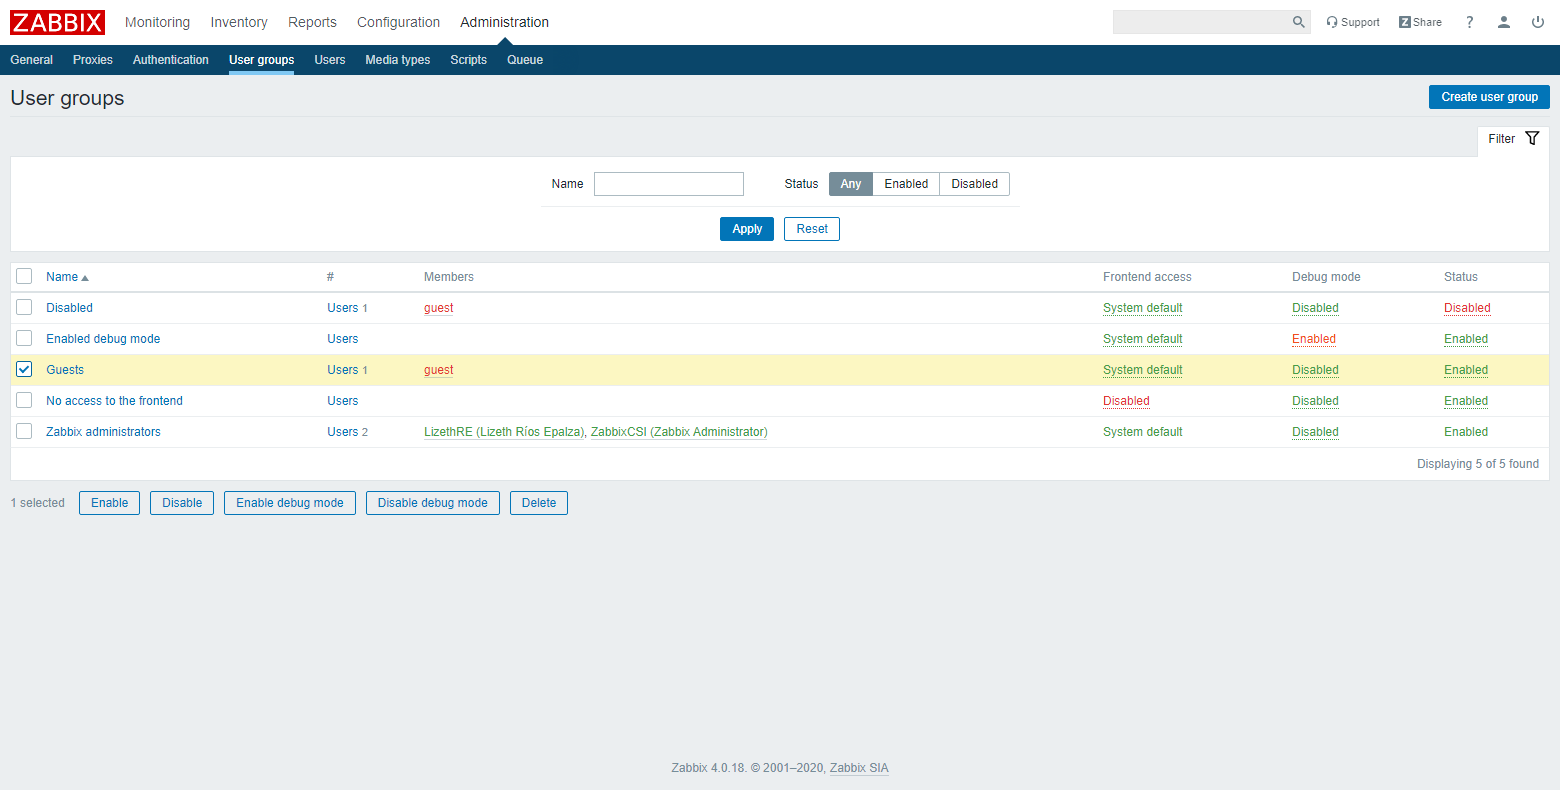 ZABBIX Monitoring Inventory Reports Configuration Administration Support Z Share ?
General Proxies Authentication User groups Users Media types Scripts Queue
User groups Create user group
Filter
Name Status Any Enabled Disabled
Apply Reset
Name # Members Frontend access Debug mode Status
Disabled Users 1 guest System default Disabled Disabled
Enabled debug mode Users System default Enabled Enabled
Guests Users 1 guest System default Disabled Enabled
No access to the frontend Users Disabled Disabled Enabled
Zabbix administrators Users 2 LizethRE (Lizeth Ríos Epalza), ZabbixCSI (Zabbix Administrator) System default Disabled Enabled
Displaying 5 of 5 found
1 selected Enable Disable Enable debug mode Disable debug mode Delete
Zabbix 4.0.18. © 2001–2020, Zabbix SIA